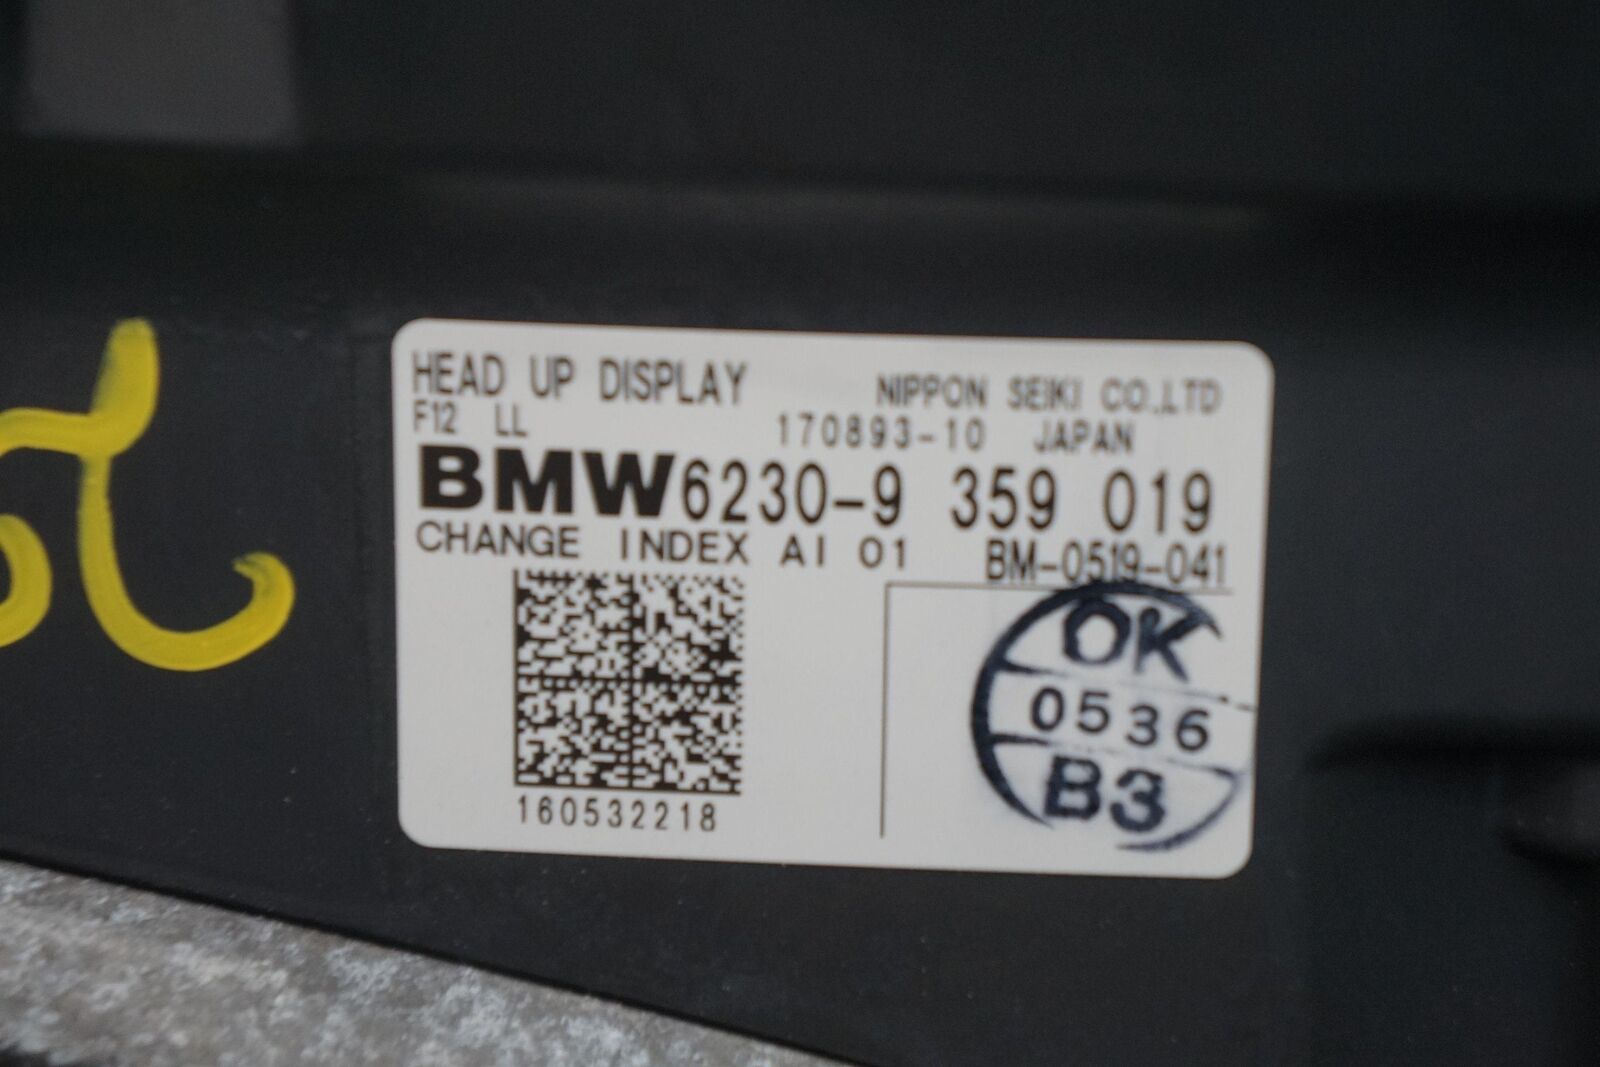 HEAD UP DISPLAY NIPPON SEIKI CO.,LTD
F12 LL 170893-10 JAPAN
BMW 6230-9 359 019
CHANGE INDEX AI 01 BM-0519-041
OK
0536
B3
160532218